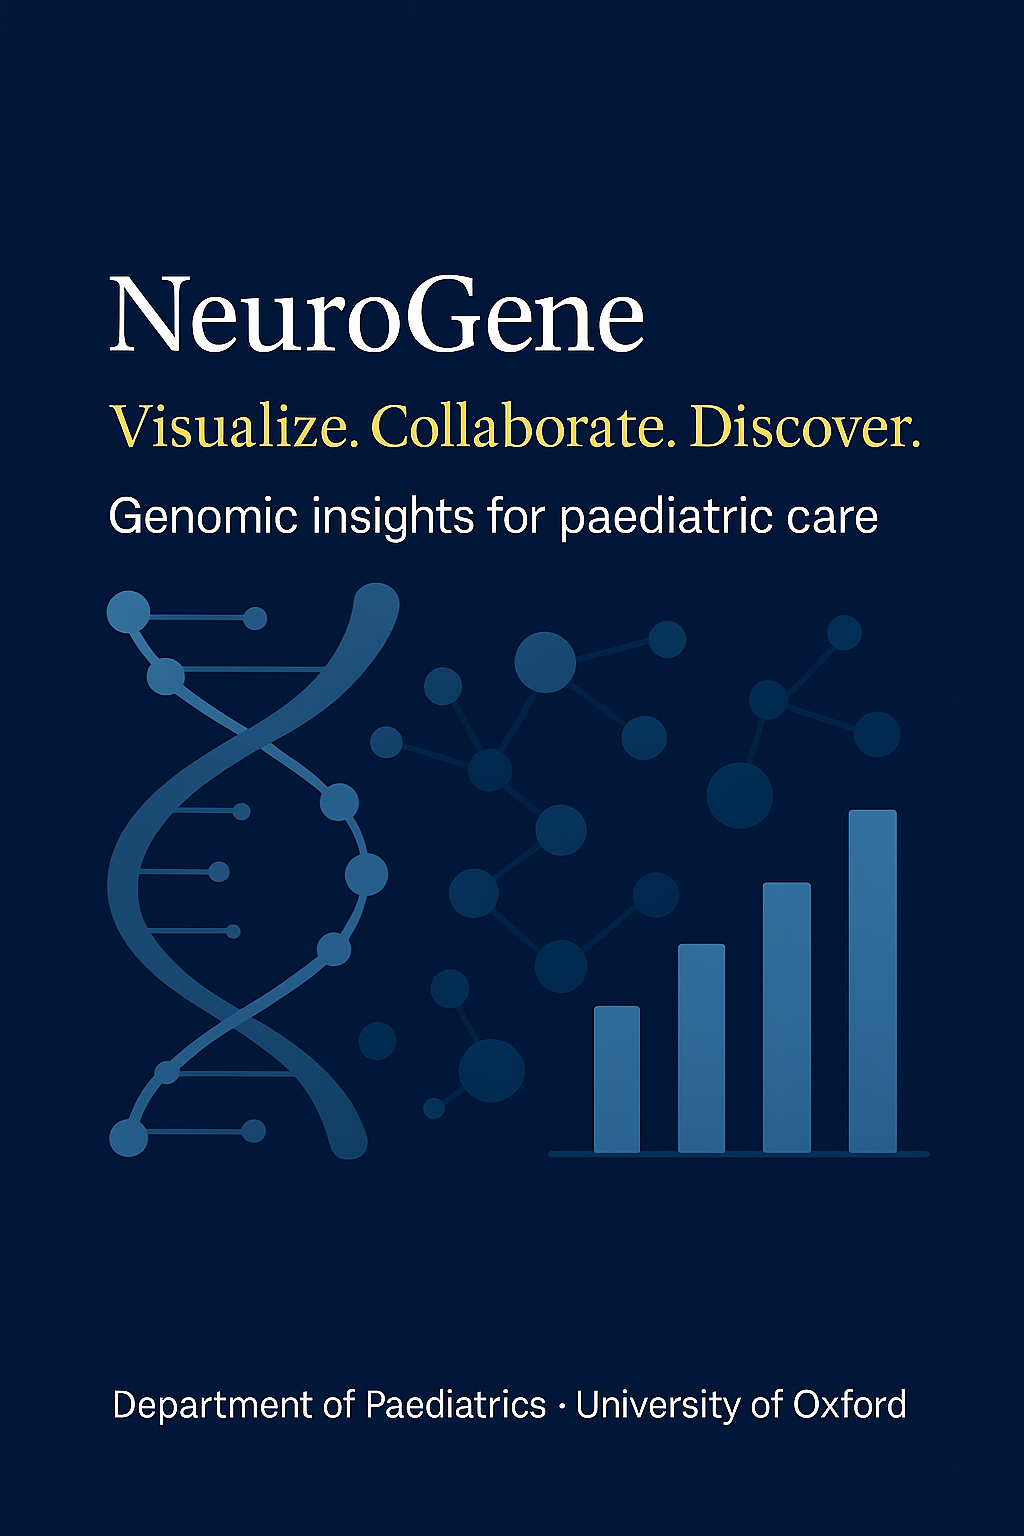 NeuroGene
Visualize. Collaborate. Discover.
Genomic insights for paediatric care
Department of Paediatrics · University of Oxford